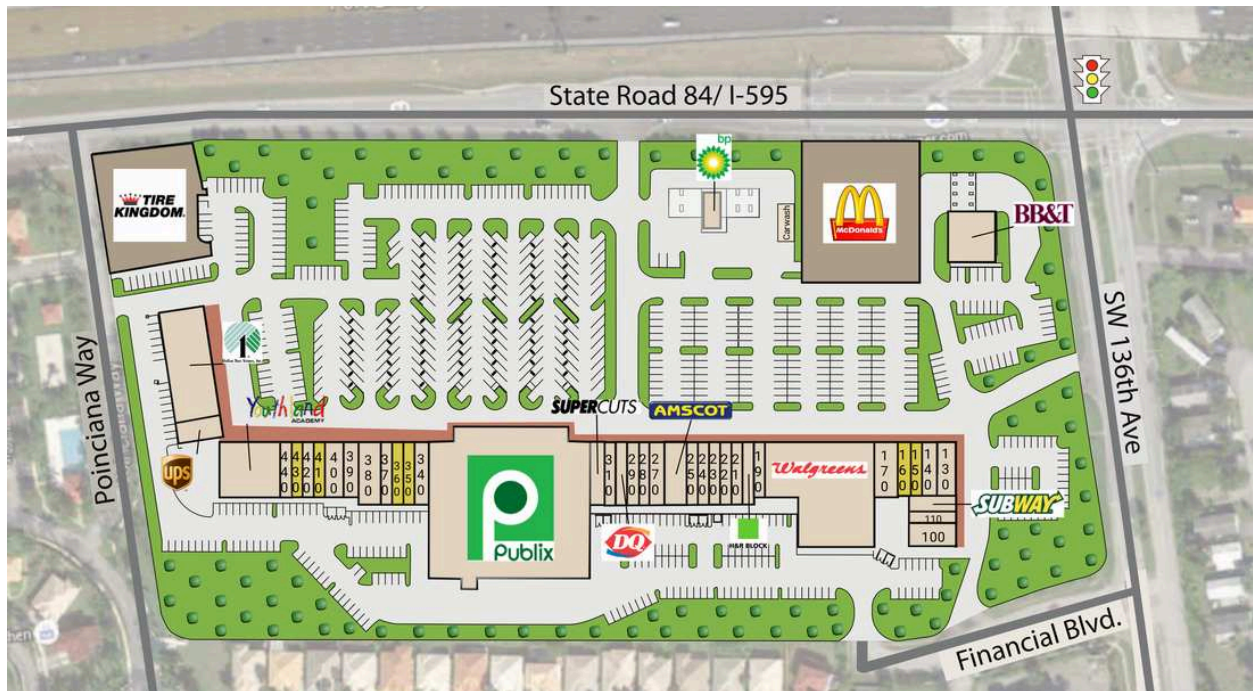 State Road 84/ I-595
bp
TIRE
KINGDOM
Carwash
McDonald's
BB&T
SW 136th Ave
Poinciana Way
1
Youthland
ACADEMY
SUPERCUTS
AMSCOT
ups
440
430
410
400
390
380
370
360
350
340
Publix
310
DQ
290
280
270
250
240
230
220
210
H&R BLOCK
190
Walgreens
170
160
150
140
130
SUBWAY
110
100
Financial Blvd.